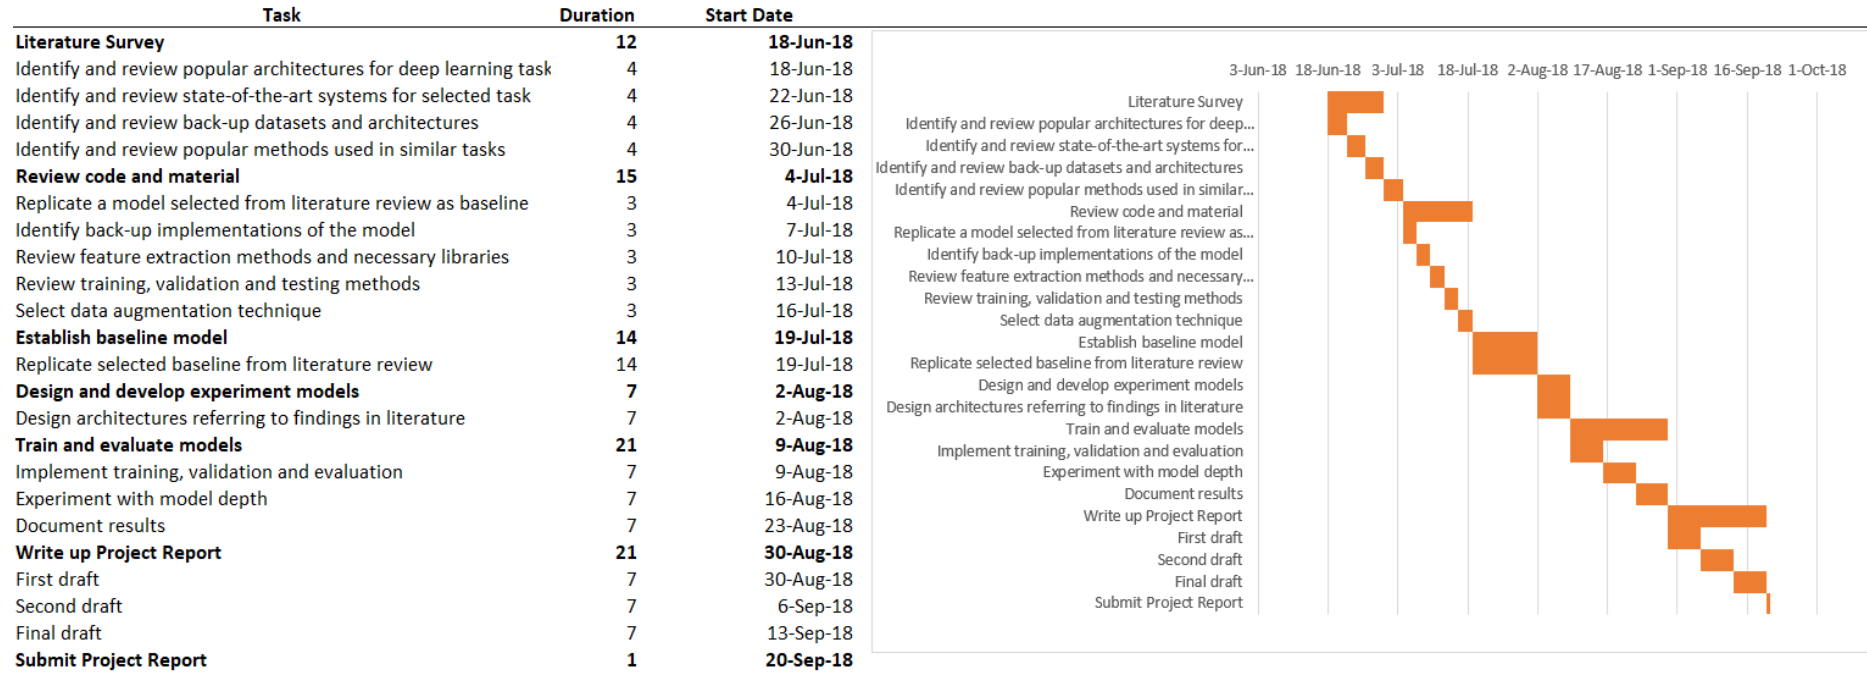 Task Duration Start Date
Literature Survey 12 18-Jun-18
Identify and review popular architectures for deep learning task 4 18-Jun-18
Identify and review state-of-the-art systems for selected task 4 22-Jun-18
Identify and review back-up datasets and architectures 4 26-Jun-18
Identify and review popular methods used in similar tasks 4 30-Jun-18
Review code and material 15 4-Jul-18
Replicate a model selected from literature review as baseline 3 4-Jul-18
Identify back-up implementations of the model 3 7-Jul-18
Review feature extraction methods and necessary libraries 3 10-Jul-18
Review training, validation and testing methods 3 13-Jul-18
Select data augmentation technique 3 16-Jul-18
Establish baseline model 14 19-Jul-18
Replicate selected baseline from literature review 14 19-Jul-18
Design and develop experiment models 7 2-Aug-18
Design architectures referring to findings in literature 7 2-Aug-18
Train and evaluate models 21 9-Aug-18
Implement training, validation and evaluation 7 9-Aug-18
Experiment with model depth 7 16-Aug-18
Document results 7 23-Aug-18
Write up Project Report 21 30-Aug-18
First draft 7 30-Aug-18
Second draft 7 6-Sep-18
Final draft 7 13-Sep-18
Submit Project Report 1 20-Sep-18
3-Jun-18 18-Jun-18 3-Jul-18 18-Jul-18 2-Aug-18 17-Aug-18 1-Sep-18 16-Sep-18 1-Oct-18
Literature Survey
Identify and review popular architectures for deep...
Identify and review state-of-the-art systems for...
Identify and review back-up datasets and architectures
Identify and review popular methods used in similar...
Review code and material
Replicate a model selected from literature review as...
Identify back-up implementations of the model
Review feature extraction methods and necessary...
Review training, validation and testing methods
Select data augmentation technique
Establish baseline model
Replicate selected baseline from literature review
Design and develop experiment models
Design architectures referring to findings in literature
Train and evaluate models
Implement training, validation and evaluation
Experiment with model depth
Document results
Write up Project Report
First draft
Second draft
Final draft
Submit Project Report